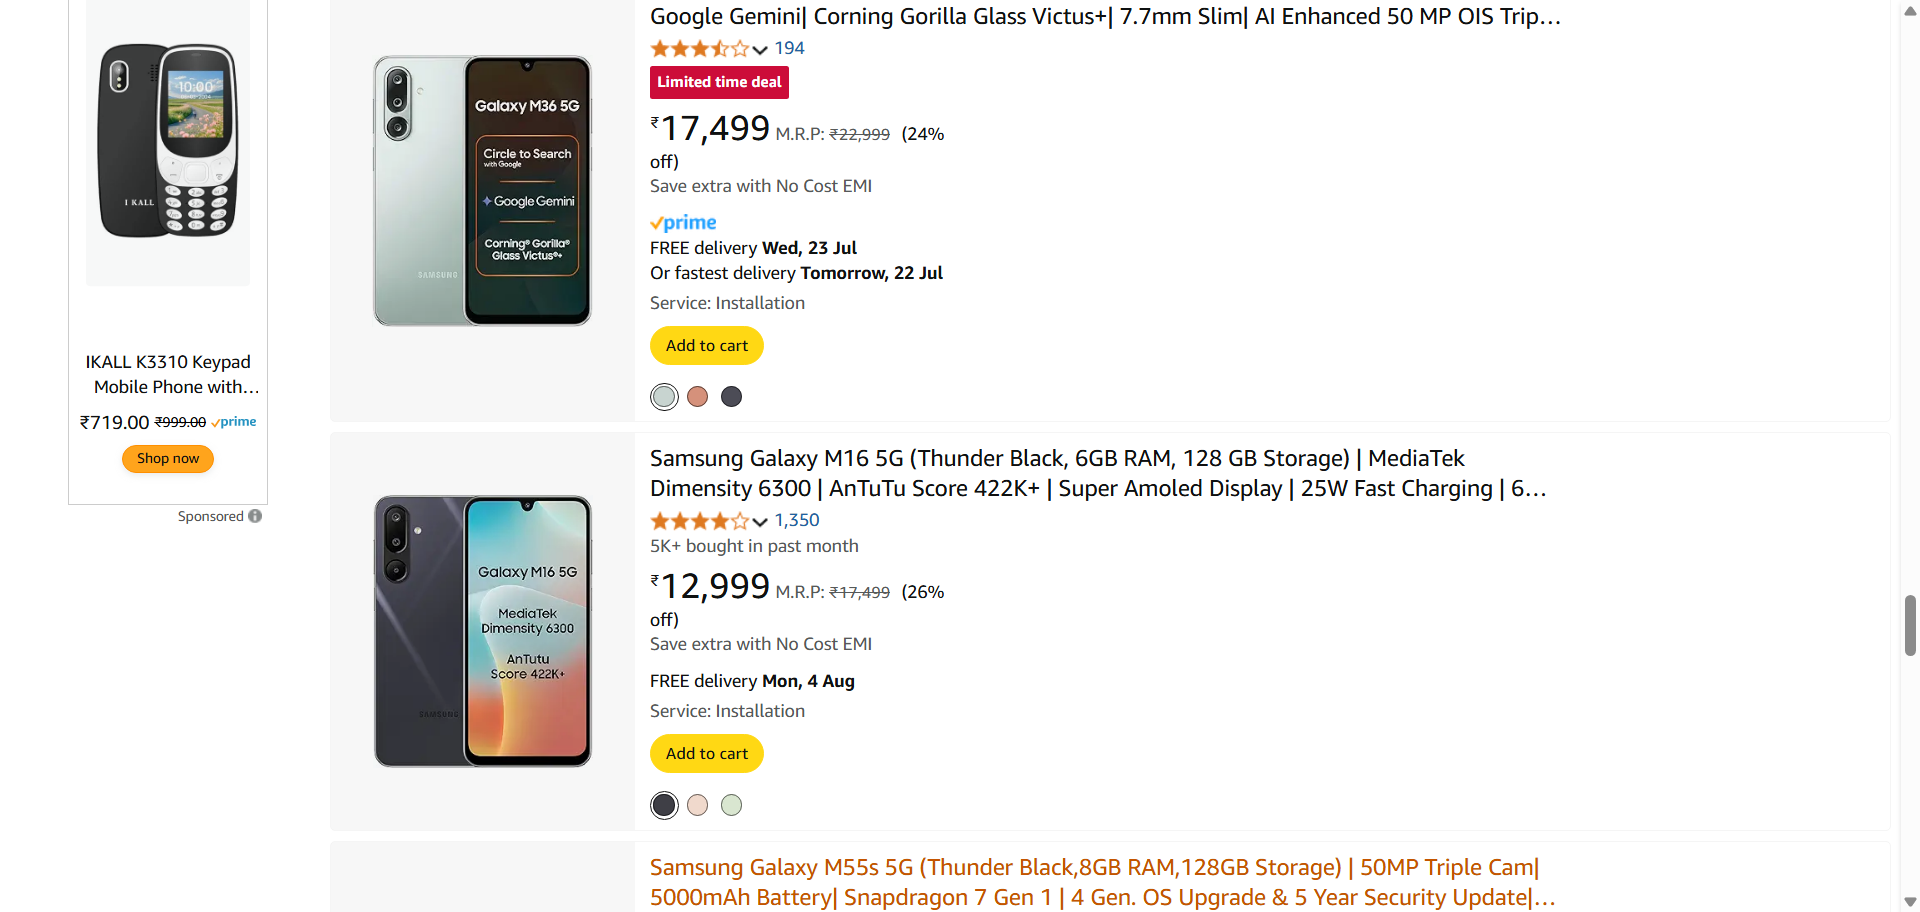 10:00
I KALL
IKALL K3310 Keypad
Mobile Phone with...
₹719.00 ₹999.00 prime
Shop now
Sponsored
Google Gemini| Corning Gorilla Glass Victus+| 7.7mm Slim| AI Enhanced 50 MP OIS Trip…
194
Limited time deal
₹17,499 M.R.P: ₹22,999 (24%
off)
Save extra with No Cost EMI
prime
FREE delivery Wed, 23 Jul
Or fastest delivery Tomorrow, 22 Jul
Service: Installation
Add to cart
Galaxy M36 5G
Circle to Search
with Google
Google Gemini
Corning® Gorilla®
Glass Victus®+
SAMSUNG
Samsung Galaxy M16 5G (Thunder Black, 6GB RAM, 128 GB Storage) | MediaTek
Dimensity 6300 | AnTuTu Score 422K+ | Super Amoled Display | 25W Fast Charging | 6…
1,350
5K+ bought in past month
₹12,999 M.R.P: ₹17,499 (26%
off)
Save extra with No Cost EMI
FREE delivery Mon, 4 Aug
Service: Installation
Add to cart
Galaxy M16 5G
MediaTek
Dimensity 6300
AnTutu
Score 422K+
SAMSUNG
Samsung Galaxy M55s 5G (Thunder Black,8GB RAM,128GB Storage) | 50MP Triple Cam|
5000mAh Battery| Snapdragon 7 Gen 1 | 4 Gen. OS Upgrade & 5 Year Security Update|…